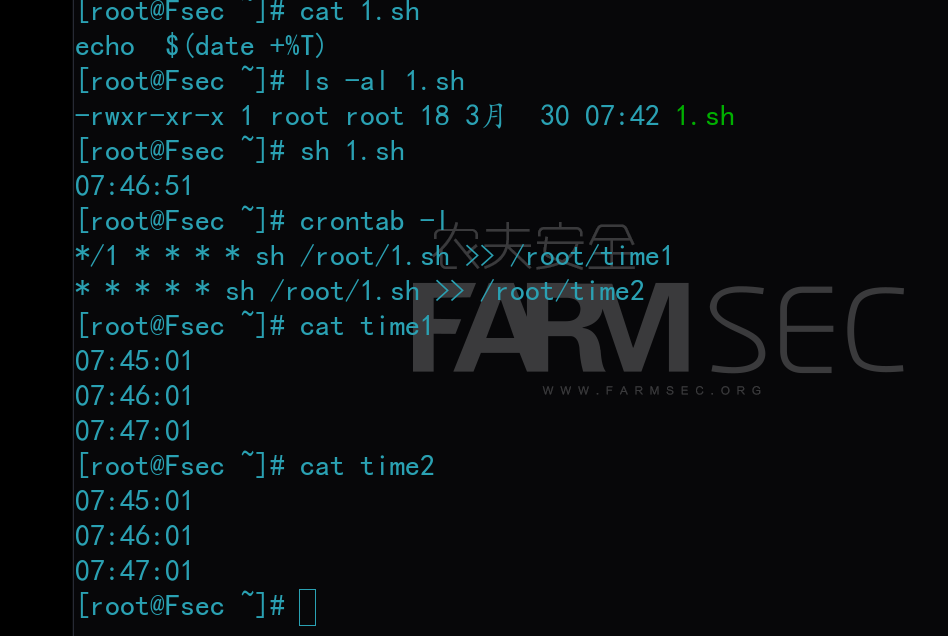 [root@Fsec ~]# cat 1.sh
echo  $(date +%T)
[root@Fsec ~]# ls -al 1.sh
-rwxr-xr-x 1 root root 18 3月  30 07:42 1.sh
[root@Fsec ~]# sh 1.sh
07:46:51
[root@Fsec ~]# crontab -l
农夫安全
*/1 * * * * sh /root/1.sh >> /root/time1
* * * * * sh /root/1.sh >> /root/time2
[root@Fsec ~]# cat time1
FARMSEC
07:45:01
WWW.FARMSEC.ORG
07:46:01
07:47:01
[root@Fsec ~]# cat time2
07:45:01
07:46:01
07:47:01
[root@Fsec ~]#